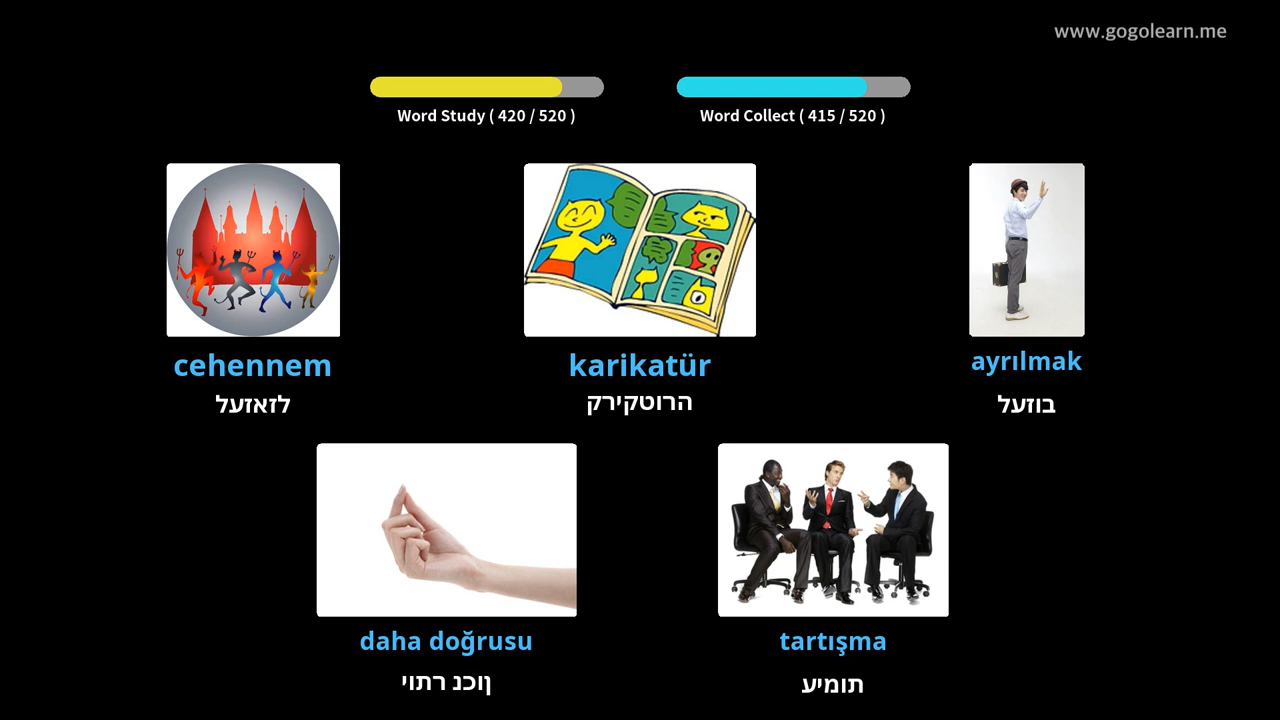 www.gogolearn.me
Word Study ( 420 / 520 )
Word Collect ( 415 / 520 )
cehennem
לעזאזל
karikatür
קריקטורה
ayrılmak
לעזוב
daha doğrusu
יותר נכון
tartışma
עימות